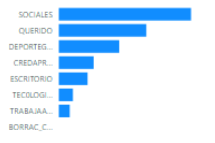 SOCIALES
QUERIDO
DEPORTEG...
CREDAPR...
ESCRITORIO
TECOLOGI...
TRABAJAA...
BORRAC_C...